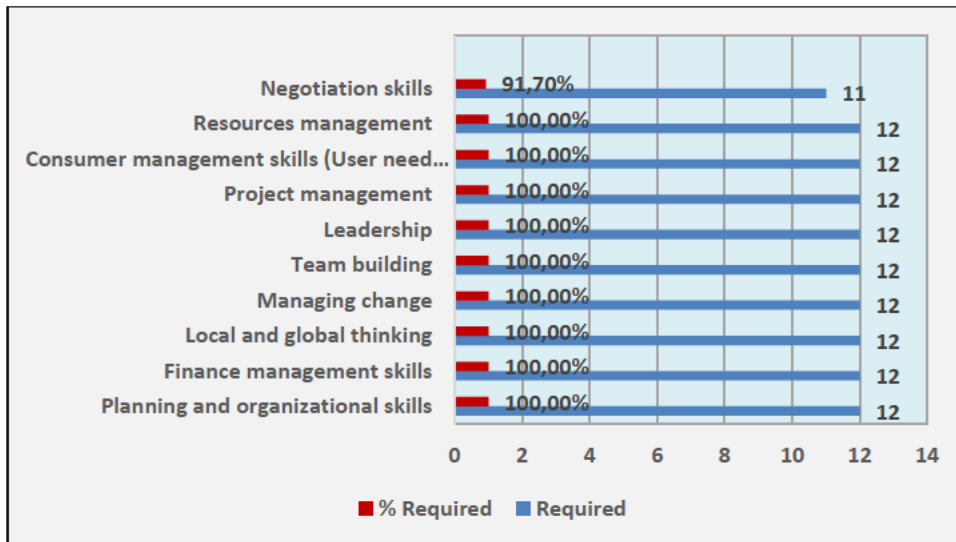 Negotiation skills 91,70% 11
Resources management 100,00% 12
Consumer management skills (User need... 100,00% 12
Project management 100,00% 12
Leadership 100,00% 12
Team building 100,00% 12
Managing change 100,00% 12
Local and global thinking 100,00% 12
Finance management skills 100,00% 12
Planning and organizational skills 100,00% 12
0 2 4 6 8 10 12 14
% Required Required